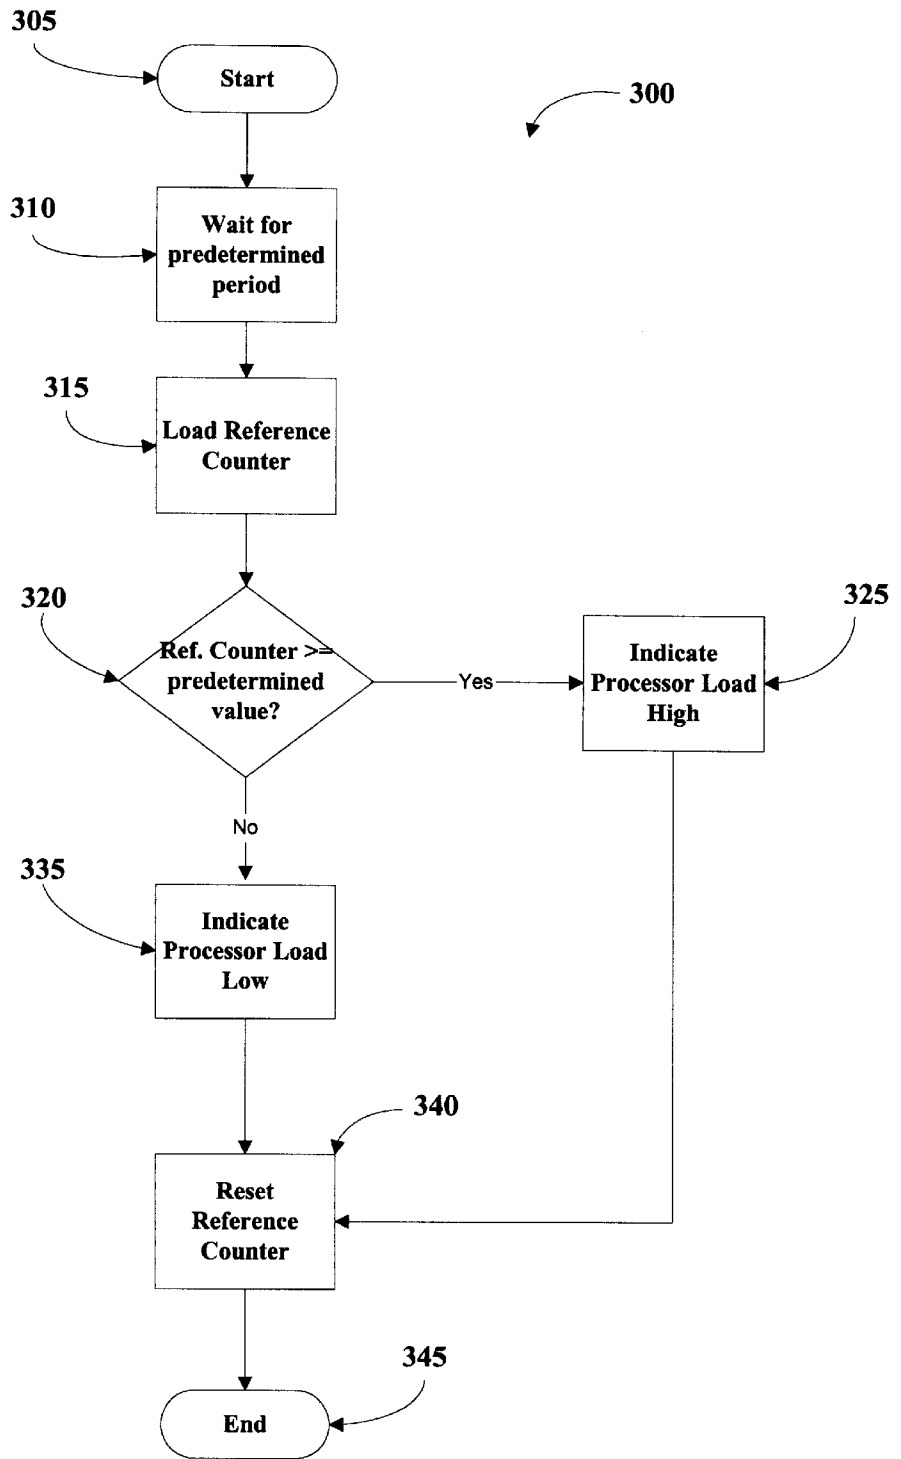 305
Start
300
310
Wait for
predetermined
period
315
Load Reference
Counter
320
Ref. Counter >=
predetermined
value?
Yes
325
Indicate
Processor Load
High
No
335
Indicate
Processor Load
Low
340
Reset
Reference
Counter
345
End